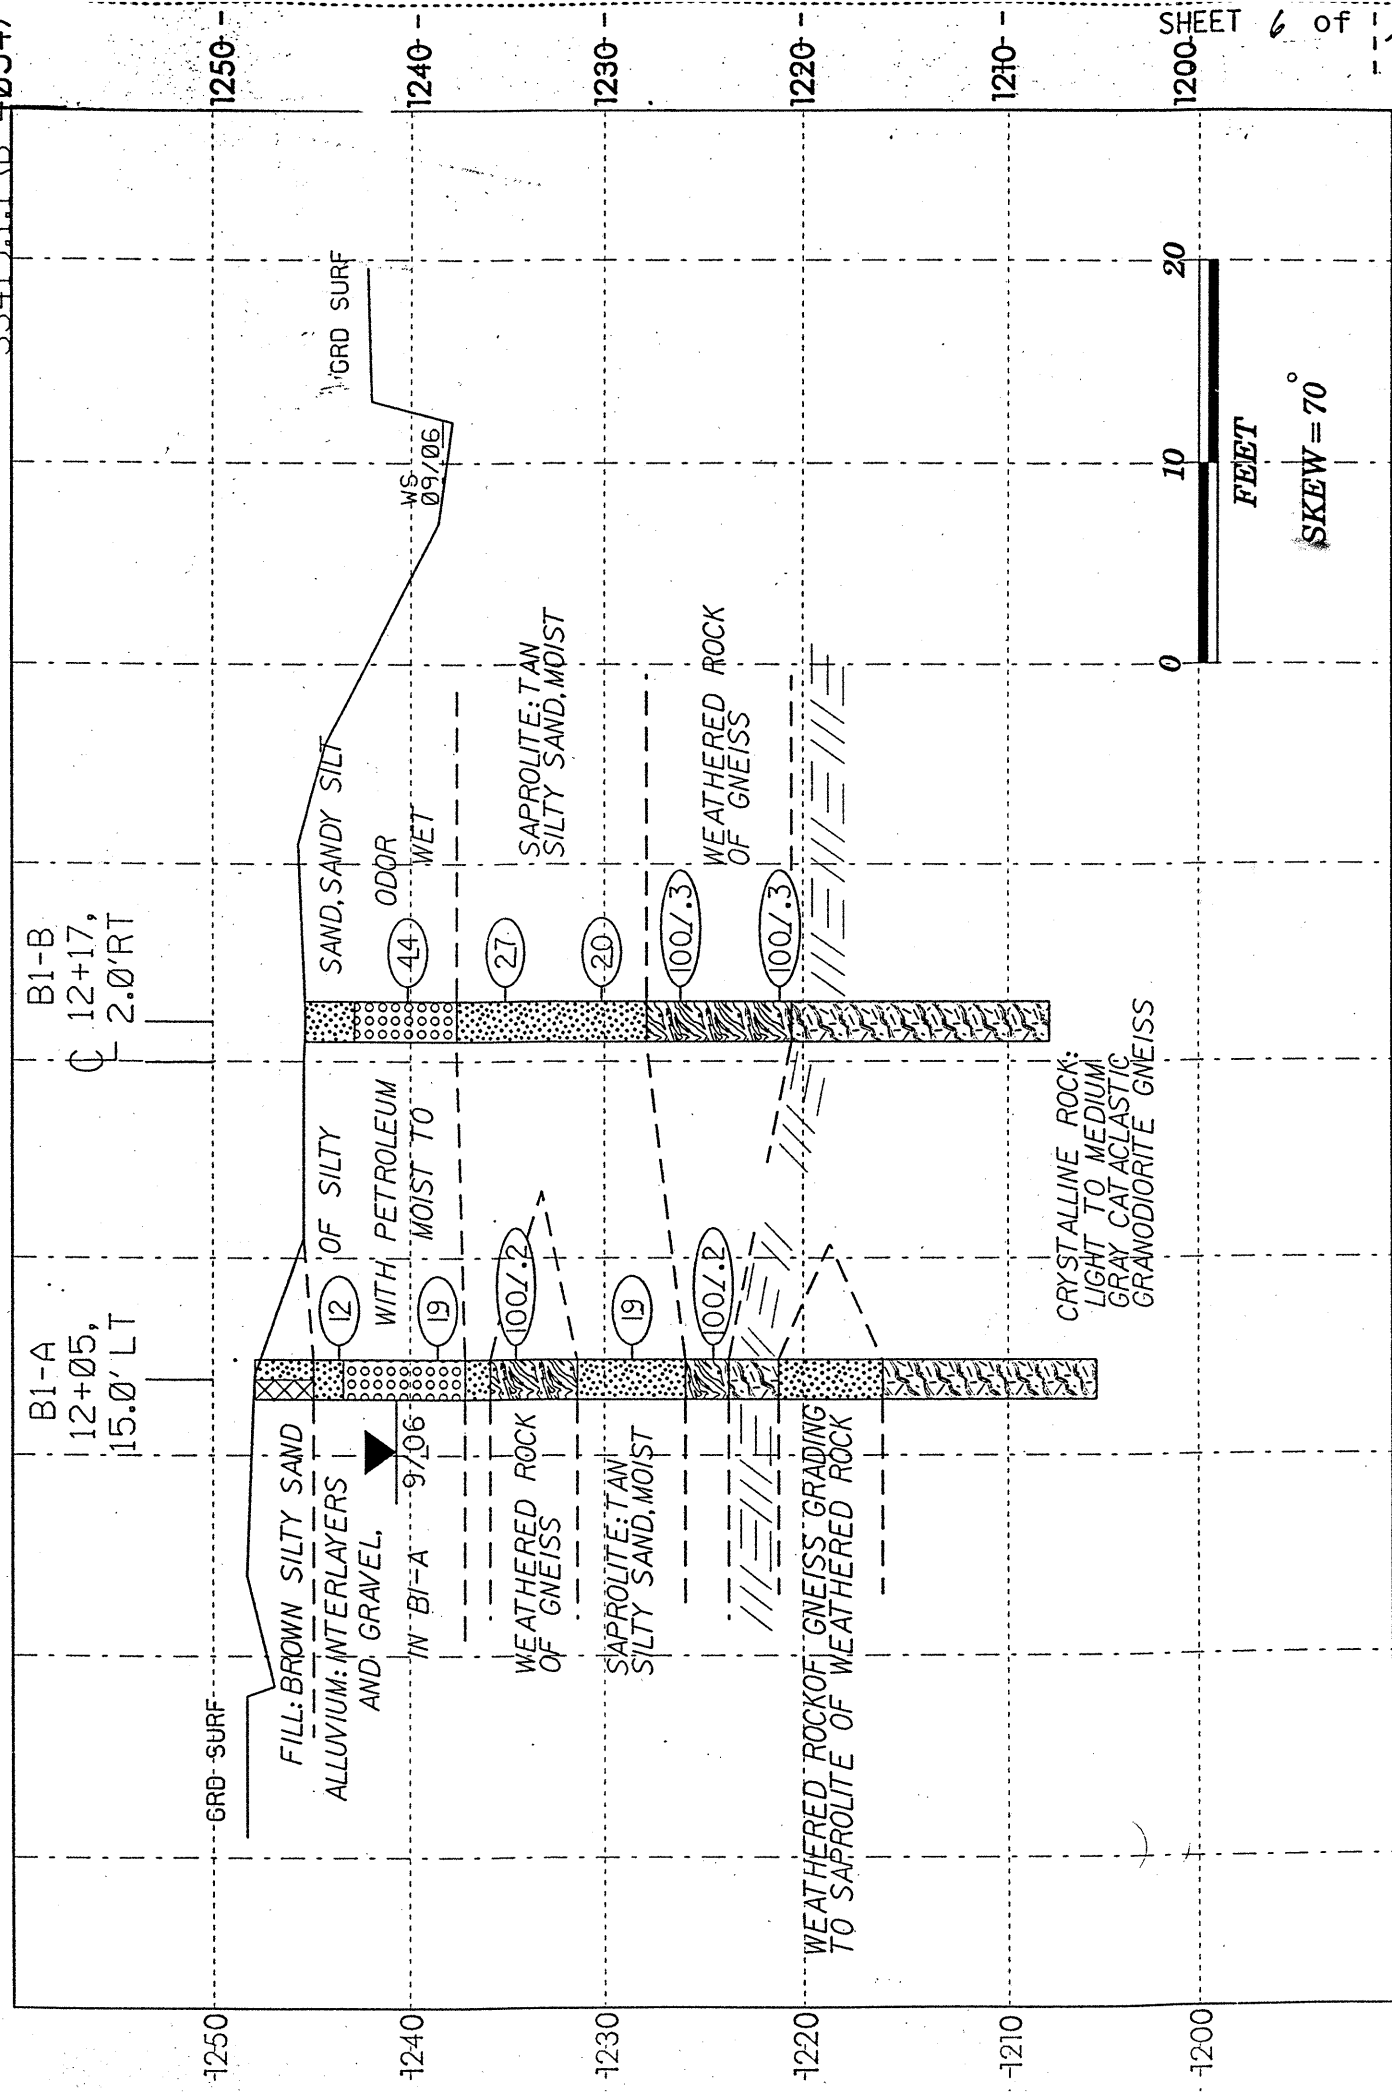 SHEET 6 of
1250
1240
1230
1220
1210
1200
B1-A
12+05,
15.0' LT
B1-B
℄ 12+17,
2.0' RT
GRD SURF
GRD SURF
FILL: BROWN SILTY SAND
ALLUVIUM: INTERLAYERS OF SILTY SAND, SANDY SILT
AND GRAVEL, WITH PETROLEUM ODOR
IN B1-A MOIST TO WET
9/06
WS
09/06
12
19
100/.2
19
100/.2
44
27
20
100/.3
100/.3
WEATHERED ROCK
OF GNEISS
SAPROLITE: TAN
SILTY SAND, MOIST
SAPROLITE: TAN
SILTY SAND, MOIST
WEATHERED ROCK
OF GNEISS
WEATHERED ROCKOF GNEISS GRADING
TO SAPROLITE OF WEATHERED ROCK
CRYSTALLINE ROCK:
LIGHT TO MEDIUM
GRAY CATACLASTIC
GRANODIORITE GNEISS
0 10 20
FEET
SKEW = 70°
1250
1240
1230
1220
1210
1200